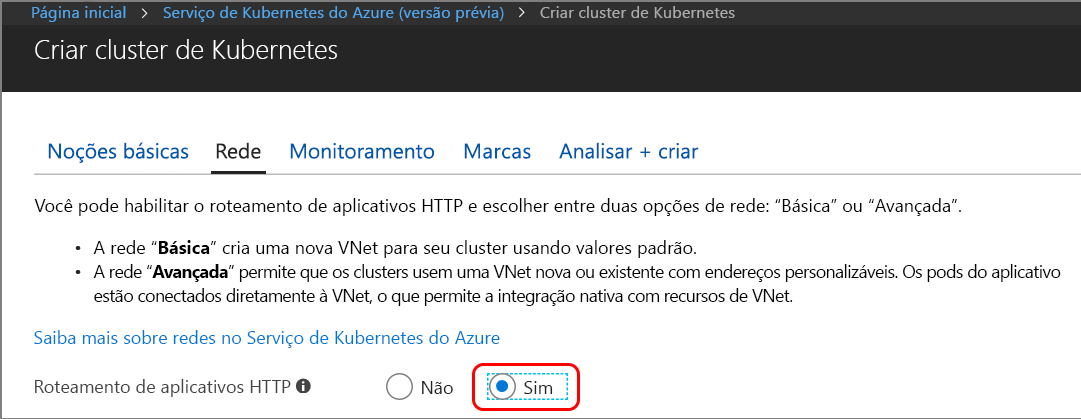 Página inicial > Serviço de Kubernetes do Azure (versão prévia) > Criar cluster de Kubernetes
Criar cluster de Kubernetes
Noções básicas Rede Monitoramento Marcas Analisar + criar
Você pode habilitar o roteamento de aplicativos HTTP e escolher entre duas opções de rede: “Básica” ou “Avançada”.
• A rede “Básica” cria uma nova VNet para seu cluster usando valores padrão.
• A rede “Avançada” permite que os clusters usem uma VNet nova ou existente com endereços personalizáveis. Os pods do aplicativo
estão conectados diretamente à VNet, o que permite a integração nativa com recursos de VNet.
Saiba mais sobre redes no Serviço de Kubernetes do Azure
Roteamento de aplicativos HTTP Não Sim